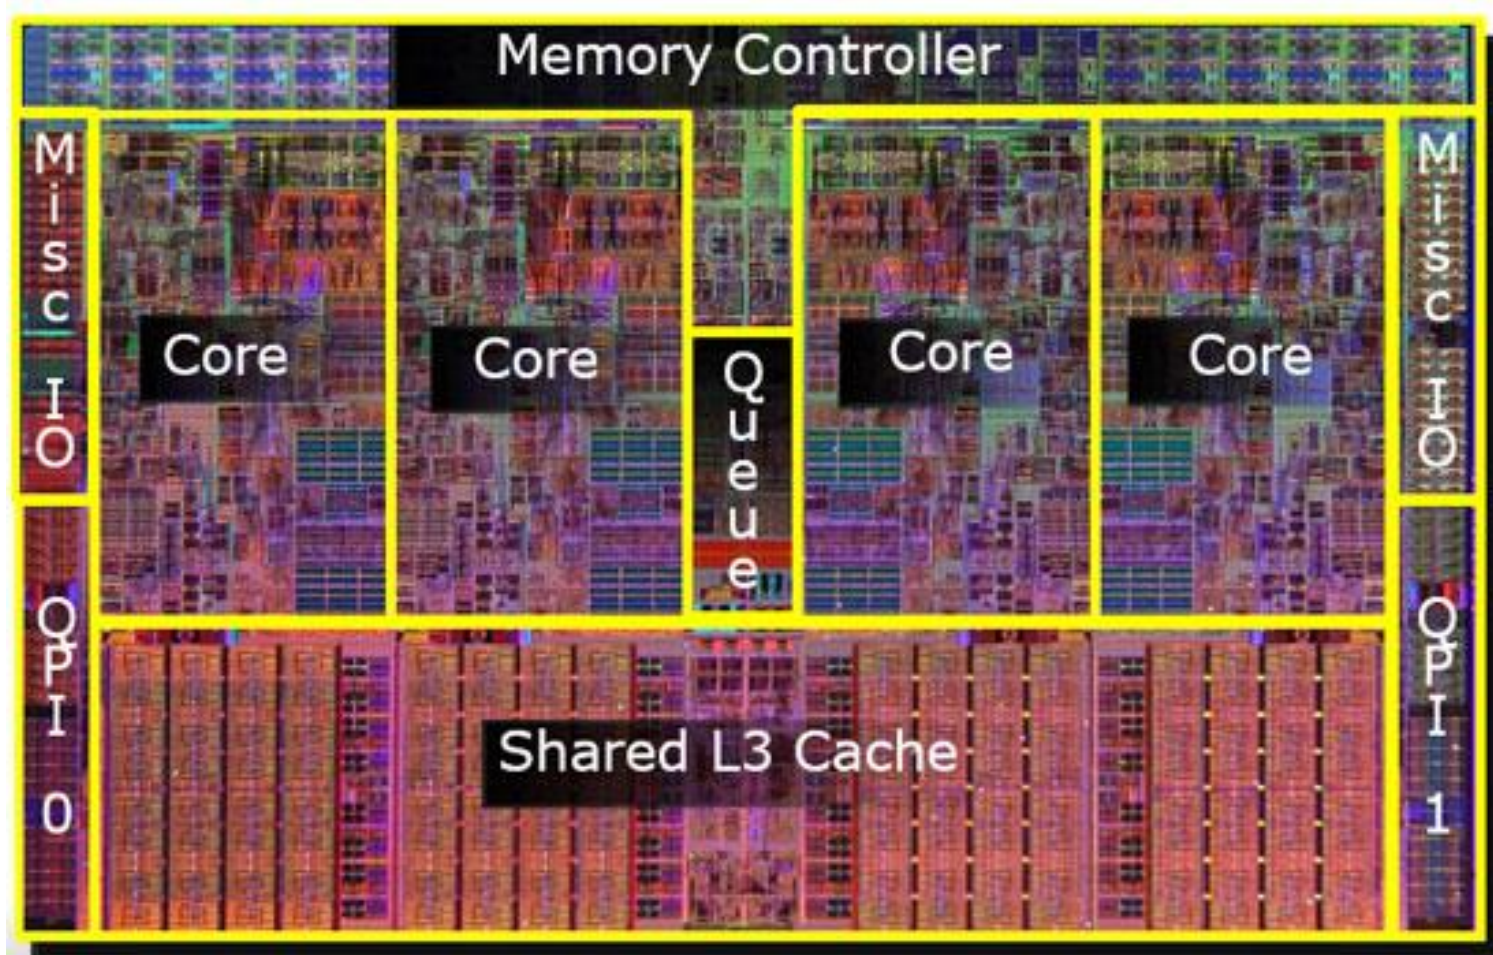 Memory Controller
Misc IO
Core
Core
Queue
Core
Core
Misc IO
QPI 0
Shared L3 Cache
QPI 1